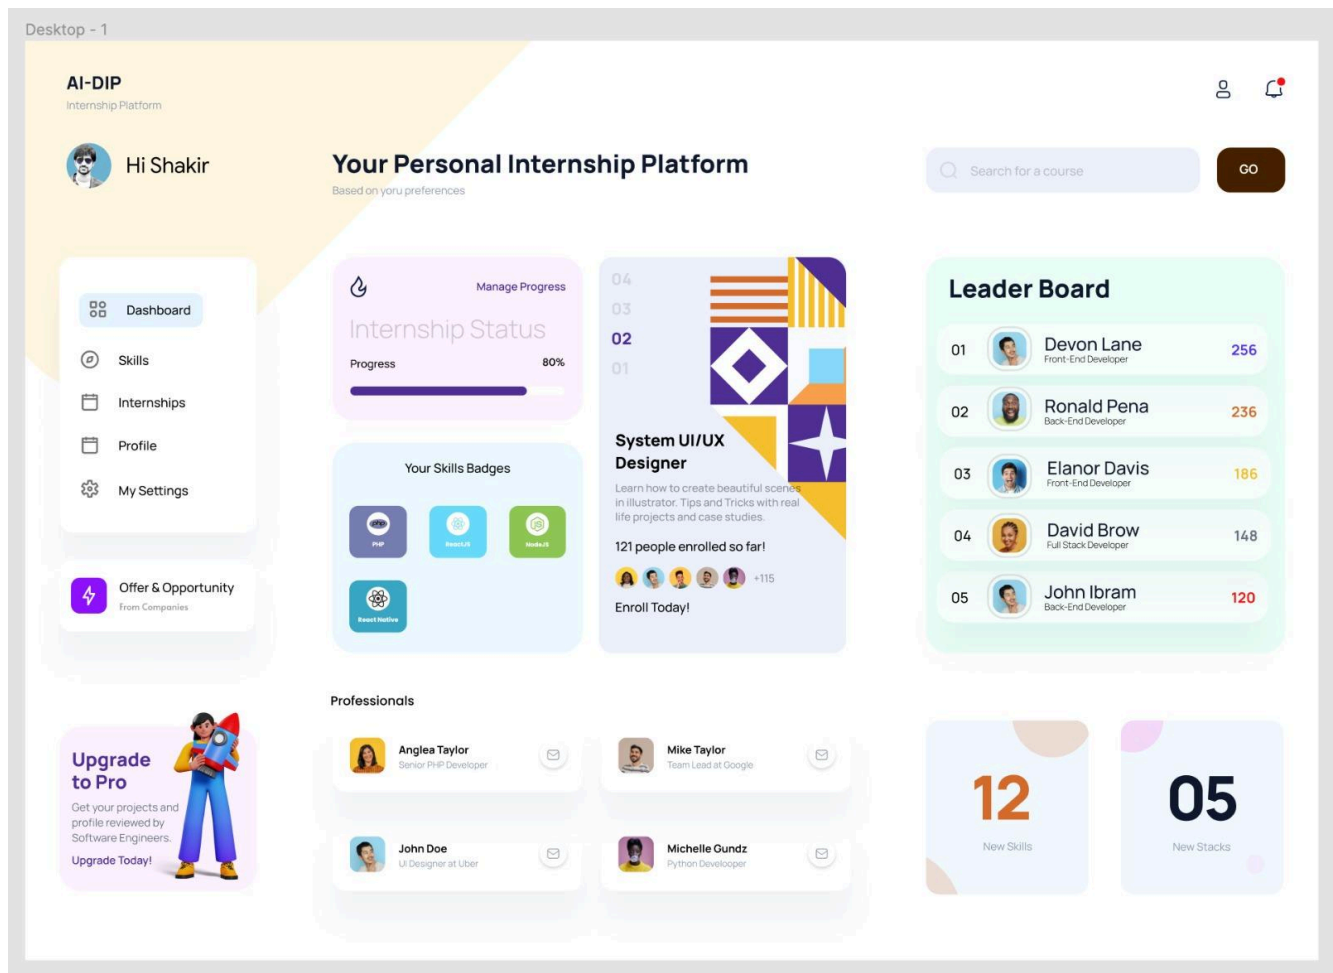 Desktop - 1
AI-DIP
Internship Platform
Hi Shakir
Your Personal Internship Platform
Based on yoru preferences
Search for a course
GO
Dashboard
Skills
Internships
Profile
My Settings
Offer & Opportunity
From Companies
Upgrade
to Pro
Get your projects and
profile reviewed by
Software Engineers.
Upgrade Today!
Manage Progress
Internship Status
Progress
80%
Your Skills Badges
php
PHP
ReactJS
NodeJS
React Native
04
03
02
01
System UI/UX
Designer
Learn how to create beautiful scenes
in illustrator. Tips and Tricks with real
life projects and case studies.
121 people enrolled so far!
+115
Enroll Today!
Leader Board
01
Devon Lane
Front-End Developer
256
02
Ronald Pena
Back-End Developer
236
03
Elanor Davis
Front-End Developer
186
04
David Brow
Full Stack Developer
148
05
John Ibram
Back-End Developer
120
Professionals
Anglea Taylor
Senior PHP Developer
Mike Taylor
Team Lead at Google
John Doe
UI Designer at Uber
Michelle Gundz
Python Develooper
12
New Skills
05
New Stacks